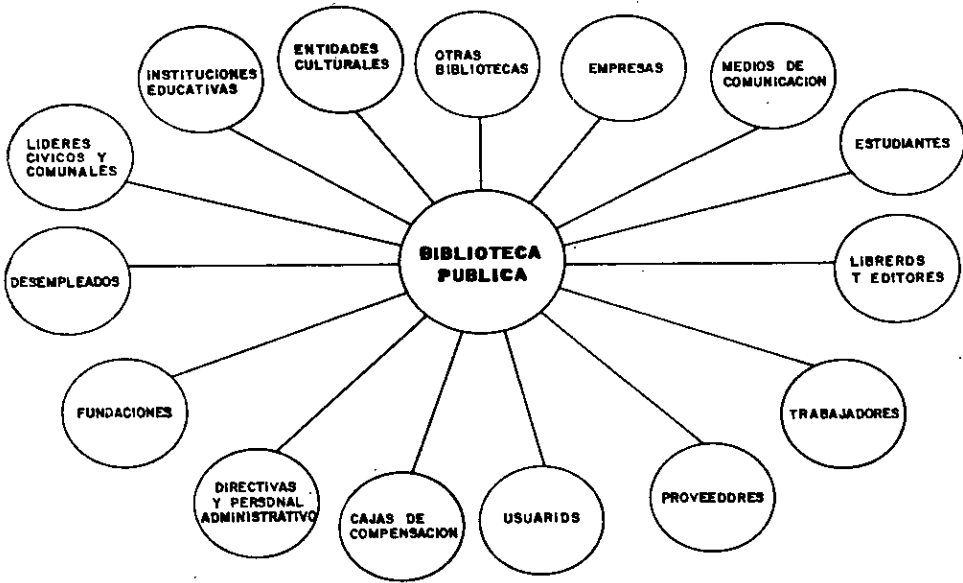 ENTIDADES
CULTURALES
OTRAS
BIBLIOTECAS
EMPRESAS
MEDIOS DE
COMUNICACION
INSTITUCIONES
EDUCATIVAS
ESTUDIANTES
LIDERES
CIVICOS Y
COMUNALES
BIBLIOTECA
PUBLICA
DESEMPLEADOS
LIBREROS
T EDITORES
FUNDACIONES
TRABAJADORES
DIRECTIVAS
Y PERSONAL
ADMINISTRATIVO
CAJAS DE
COMPENSACION
USUARIOS
PROVEEDORES